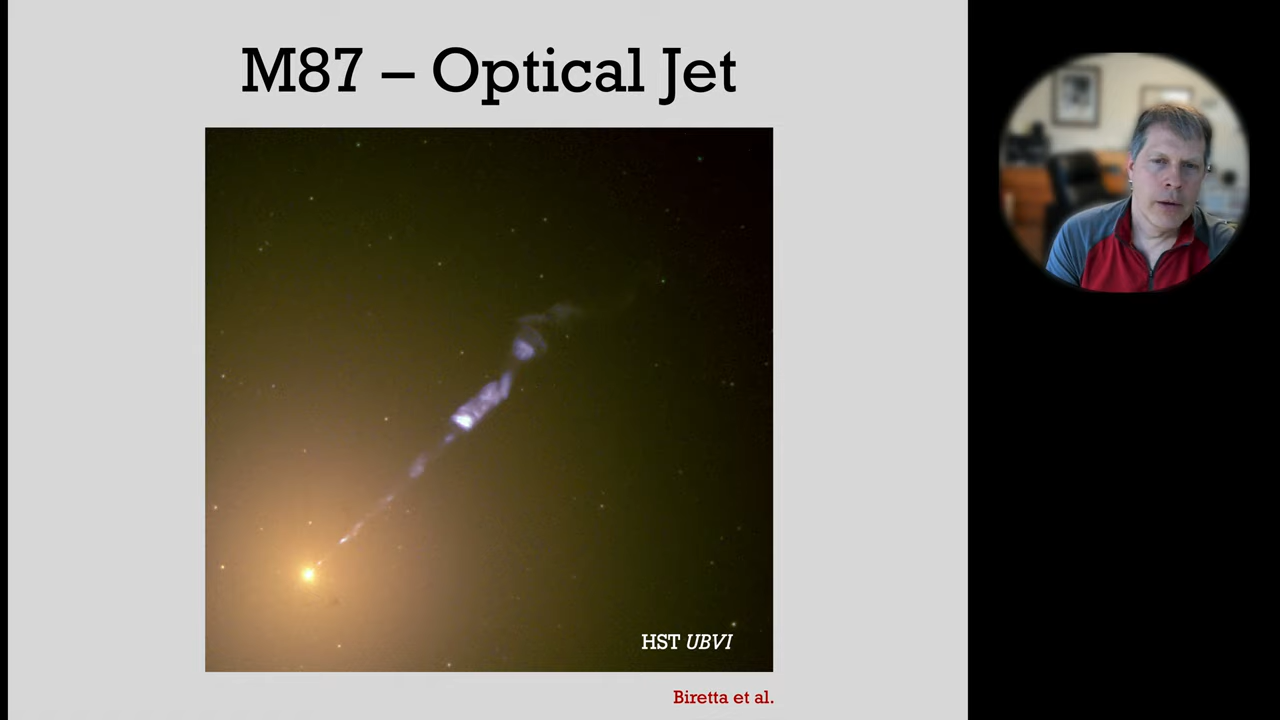 M87 – Optical Jet
HST UBVI
Biretta et al.